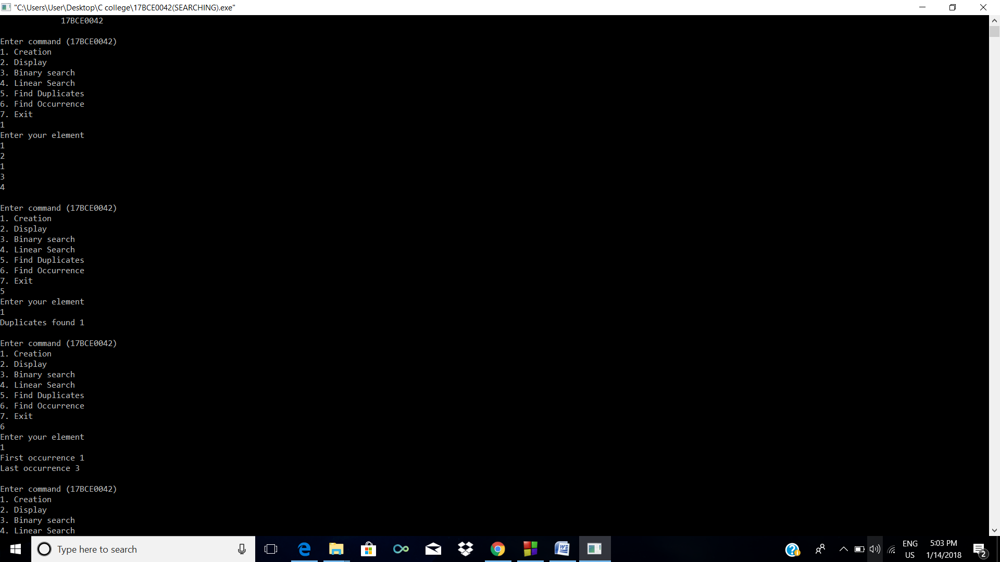 "C:\Users\User\Desktop\C college\17BCE0042(SEARCHING).exe"
17BCE0042
Enter command (17BCE0042)
1. Creation
2. Display
3. Binary search
4. Linear Search
5. Find Duplicates
6. Find Occurrence
7. Exit
1
Enter your element
1
2
1
3
4
Enter command (17BCE0042)
1. Creation
2. Display
3. Binary search
4. Linear Search
5. Find Duplicates
6. Find Occurrence
7. Exit
5
Enter your element
1
Duplicates found 1
Enter command (17BCE0042)
1. Creation
2. Display
3. Binary search
4. Linear Search
5. Find Duplicates
6. Find Occurrence
7. Exit
6
Enter your element
1
First occurrence 1
Last occurrence 3
Enter command (17BCE0042)
1. Creation
2. Display
3. Binary search
4. Linear Search
Type here to search
ENG
US
5:03 PM
1/14/2018
2